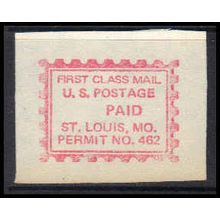 FIRST CLASS MAIL
U. S. POSTAGE
PAID
ST. LOUIS, MO.
PERMIT NO. 462